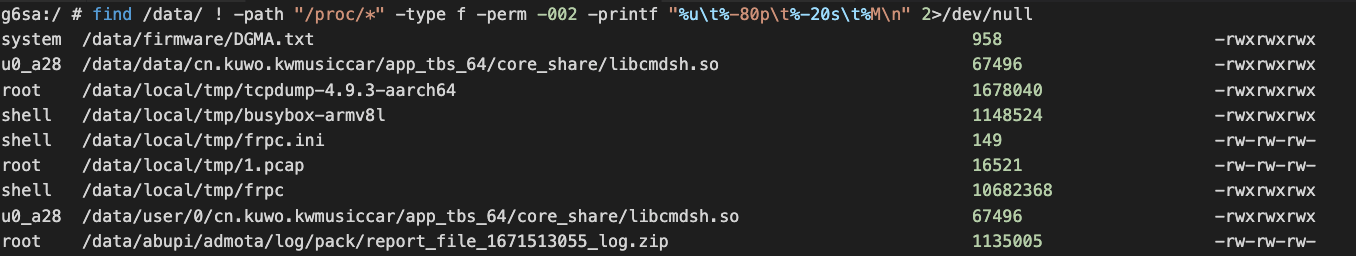 g6sa:/ # find /data/ ! -path "/proc/*" -type f -perm -002 -printf "%u\t%-80p\t%-20s\t%M\n" 2>/dev/null
system /data/firmware/DGMA.txt 958 -rwxrwxrwx
u0_a28 /data/data/cn.kuwo.kwmusiccar/app_tbs_64/core_share/libcmdsh.so 67496 -rwxrwxrwx
root /data/local/tmp/tcpdump-4.9.3-aarch64 1678040 -rwxrwxrwx
shell /data/local/tmp/busybox-armv8l 1148524 -rwxrwxrwx
shell /data/local/tmp/frpc.ini 149 -rw-rw-rw-
root /data/local/tmp/1.pcap 16521 -rw-rw-rw-
shell /data/local/tmp/frpc 10682368 -rwxrwxrwx
u0_a28 /data/user/0/cn.kuwo.kwmusiccar/app_tbs_64/core_share/libcmdsh.so 67496 -rwxrwxrwx
root /data/abupi/admota/log/pack/report_file_1671513055_log.zip 1135005 -rw-rw-rw-